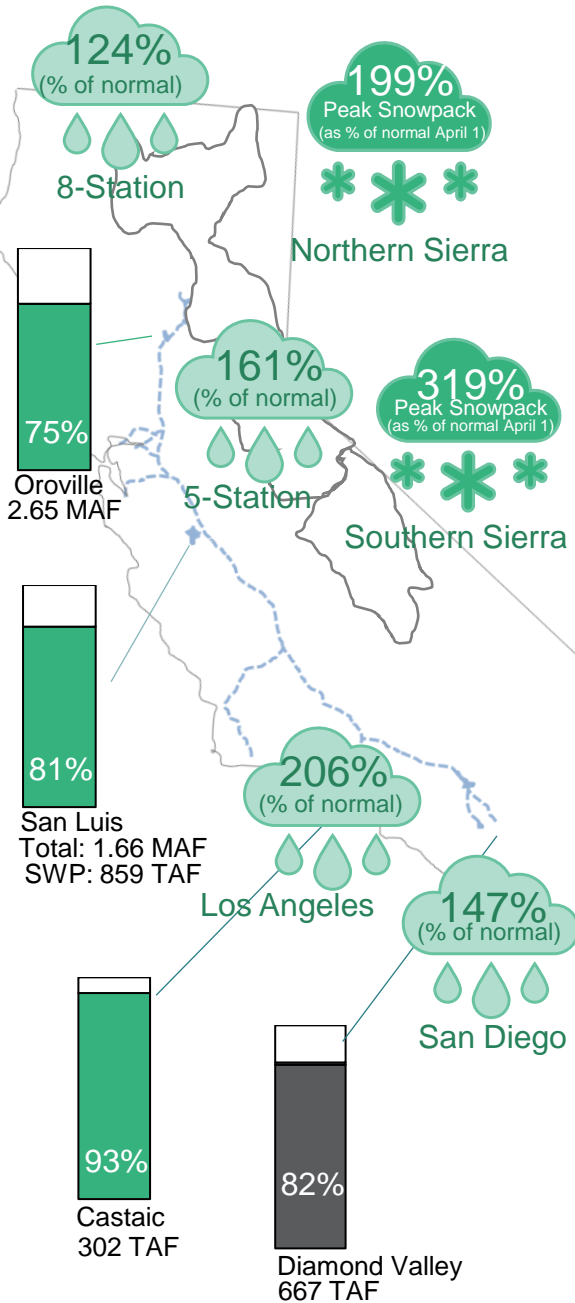 124%
(% of normal)
8-Station
199%
Peak Snowpack
(as % of normal April 1)
Northern Sierra
75%
Oroville
2.65 MAF
161%
(% of normal)
5-Station
319%
Peak Snowpack
(as % of normal April 1)
Southern Sierra
81%
San Luis
Total: 1.66 MAF
SWP: 859 TAF
206%
(% of normal)
Los Angeles
147%
(% of normal)
San Diego
93%
Castaic
302 TAF
82%
Diamond Valley
667 TAF